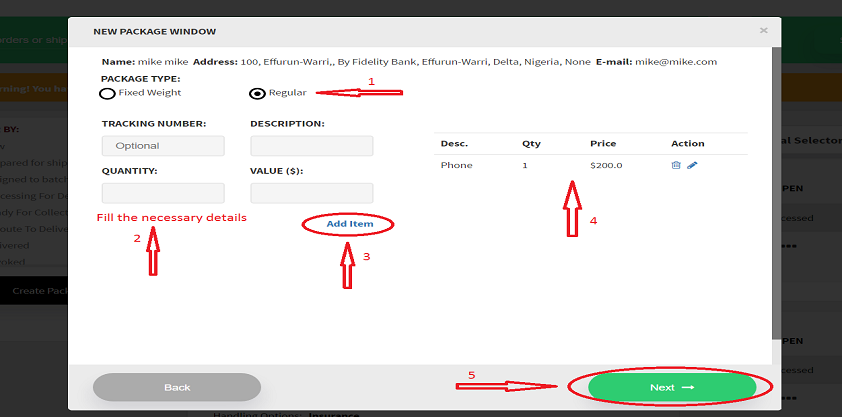 NEW PACKAGE WINDOW ×
Name: mike mike Address: 100, Effurun-Warri,, By Fidelity Bank, Effurun-Warri, Delta, Nigeria, None E-mail: mike@mike.com
PACKAGE TYPE:
Fixed Weight Regular 1
TRACKING NUMBER: DESCRIPTION:
Optional
QUANTITY: VALUE ($):
Fill the necessary details
2
Add Item
3
Desc. Qty Price Action
Phone 1 $200.0
4
5
Back Next →
orders or ship
rning! You ha
BY:
pared for ship
igned to batch
cessing For De
dy For Collect
Route To Delive
ivered
voked
Create Pack
al Selector
PEN
cessed
PEN
cessed
Handling Options: Insurance